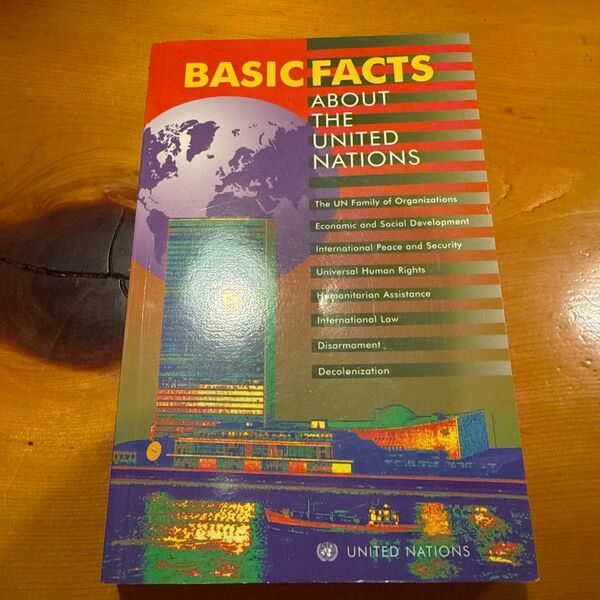 BASIC FACTS
ABOUT
THE
UNITED
NATIONS
The UN Family of Organizations
Economic and Social Development
International Peace and Security
Universal Human Rights
Humanitarian Assistance
International Law
Disarmament
Decolonization
UNITED NATIONS